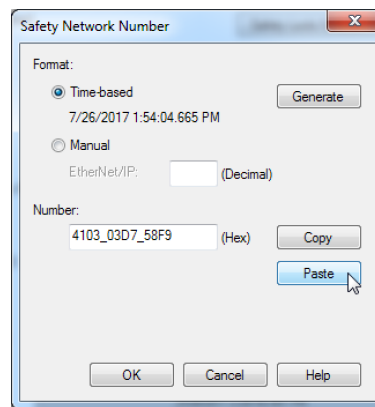 Safety Network Number
Format:
Time-based
Generate
7/26/2017 1:54:04.665 PM
Manual
EtherNet/IP:
(Decimal)
Number:
4103_03D7_58F9
(Hex)
Copy
Paste
OK
Cancel
Help